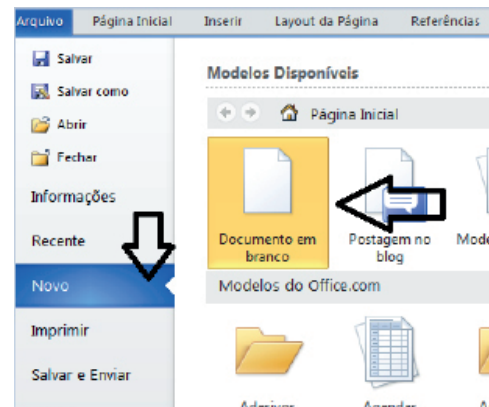 Arquivo Página Inicial Inserir Layout da Página Referências
Salvar
Salvar como
Abrir
Fechar
Informações
Recente
Novo
Imprimir
Salvar e Enviar
Modelos Disponíveis
Página Inicial
Documento em
branco
Postagem no
blog
Modelos do Office.com